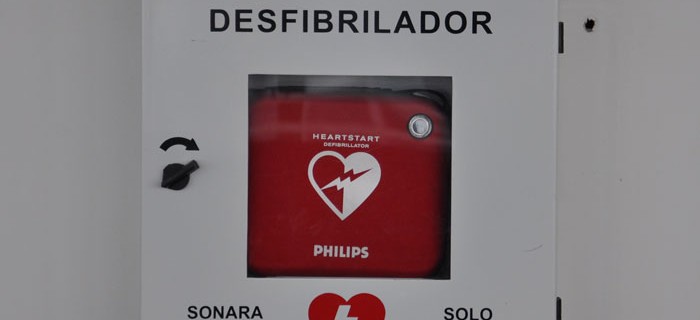 DESFIBRILADOR
HEARTSTART
DEFIBRILLATOR
PHILIPS
SONARA SOLO